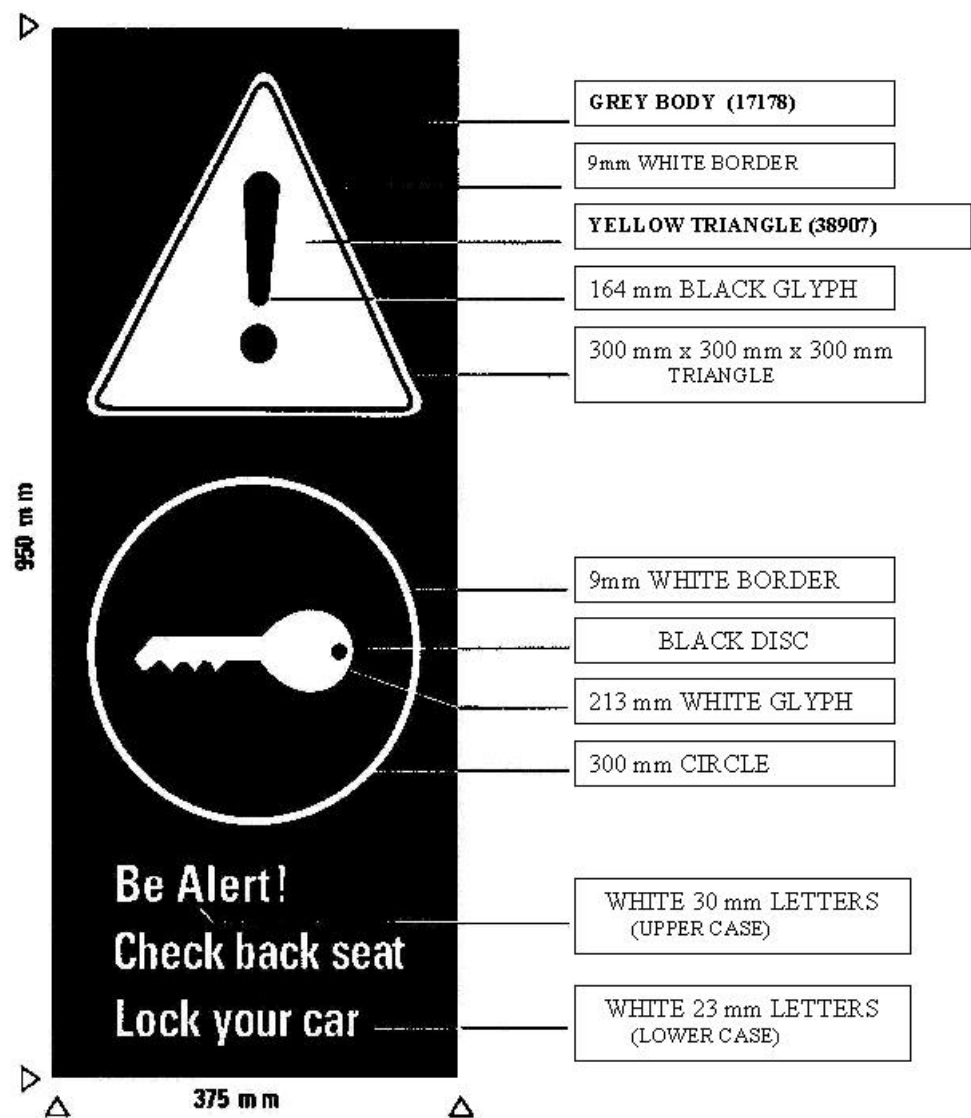 GREY BODY (17178)
9mm WHITE BORDER
YELLOW TRIANGLE (38907)
164 mm BLACK GLYPH
300 mm x 300 mm x 300 mm
TRIANGLE
950 mm
9mm WHITE BORDER
BLACK DISC
213 mm WHITE GLYPH
300 mm CIRCLE
Be Alert!
Check back seat
Lock your car
WHITE 30 mm LETTERS
(UPPER CASE)
WHITE 23 mm LETTERS
(LOWER CASE)
375 mm